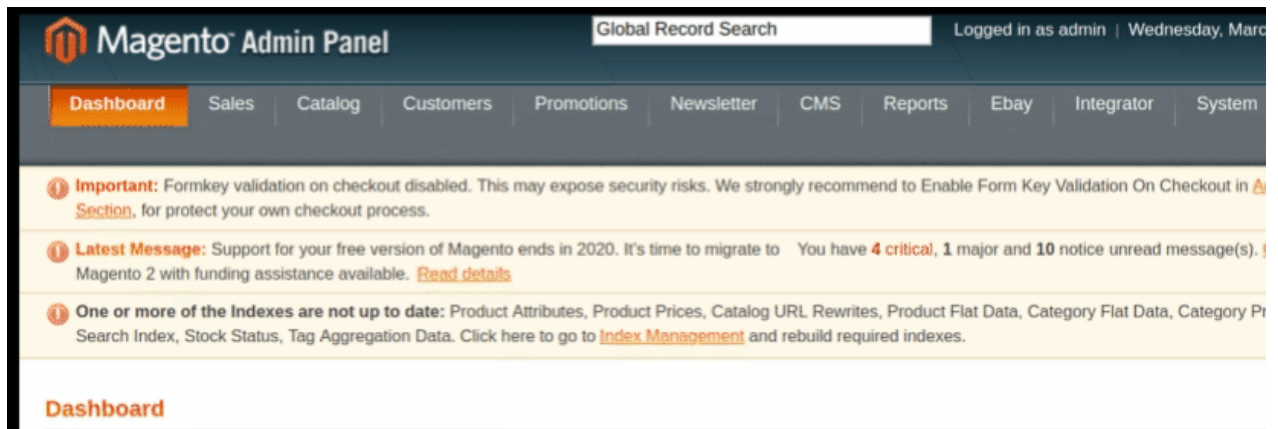 Magento Admin Panel Global Record Search Logged in as admin | Wednesday,
Dashboard Sales Catalog Customers Promotions Newsletter CMS Reports Ebay Integrator System
Important: Formkey validation on checkout disabled. This may expose security risks. We strongly recommend to Enable Form Key Validation On Checkout in
Section, for protect your own checkout process.
Latest Message: Support for your free version of Magento ends in 2020. It's time to migrate to You have 4 critical, 1 major and 10 notice unread message(s).
Magento 2 with funding assistance available. Read details
One or more of the Indexes are not up to date: Product Attributes, Product Prices, Catalog URL Rewrites, Product Flat Data, Category Flat Data, Category
Search Index, Stock Status, Tag Aggregation Data. Click here to go to Index Management and rebuild required indexes.
Dashboard